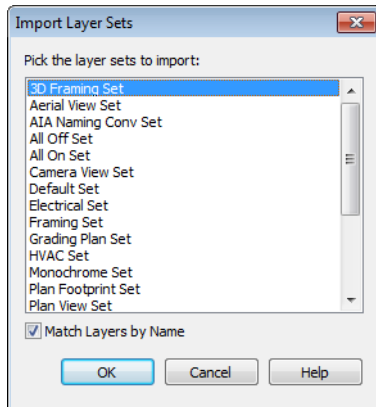 Import Layer Sets
Pick the layer sets to import:
3D Framing Set
Aerial View Set
AIA Naming Conv Set
All Off Set
All On Set
Camera View Set
Default Set
Electrical Set
Framing Set
Grading Plan Set
HVAC Set
Monochrome Set
Plan Footprint Set
Plan View Set
Match Layers by Name
OK Cancel Help